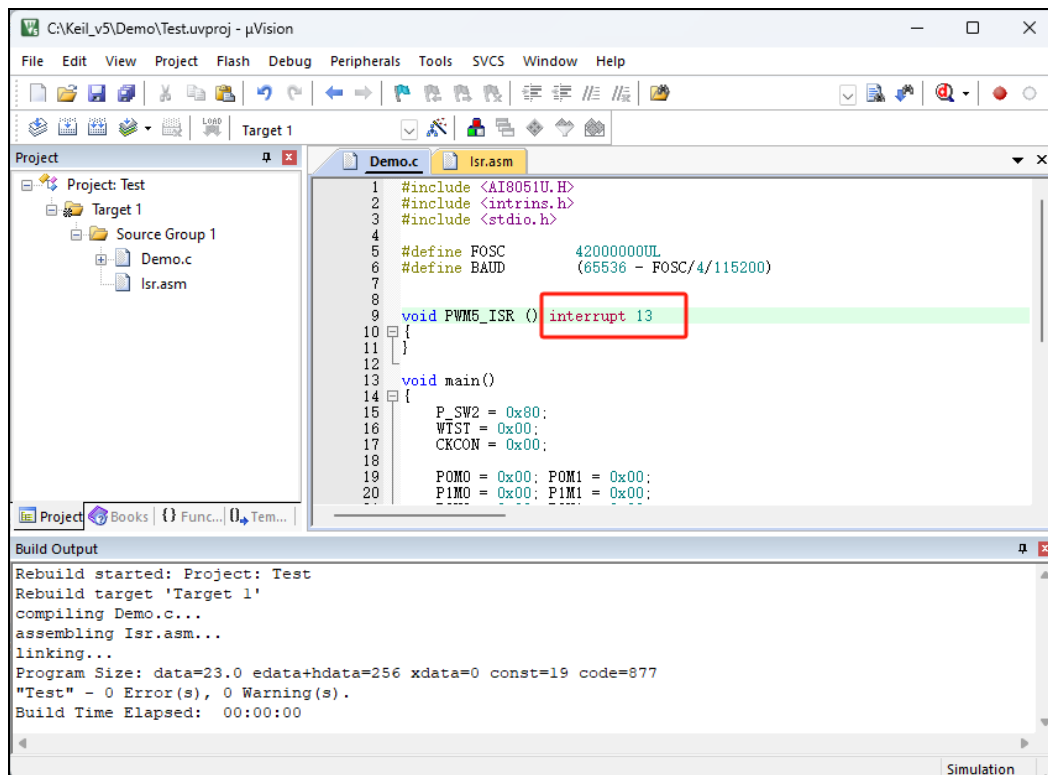 C:\Keil_v5\Demo\Test.uvproj - µVision
File Edit View Project Flash Debug Peripherals Tools SVCS Window Help
LOAD
Target 1
Project
Project: Test
Target 1
Source Group 1
Demo.c
Isr.asm
Project Books {} Func... 0 Tem...
Demo.c Isr.asm
1 #include <AI8051U.H>
2 #include <intrins.h>
3 #include <stdio.h>
4
5 #define FOSC 42000000UL
6 #define BAUD (65536 - FOSC/4/115200)
7
8
9 void PWM5_ISR () interrupt 13
10 {
11 }
12
13 void main()
14 {
15 P_SW2 = 0x80;
16 WTST = 0x00;
17 CKCON = 0x00;
18
19 P0M0 = 0x00; P0M1 = 0x00;
20 P1M0 = 0x00; P1M1 = 0x00;
Build Output
Rebuild started: Project: Test
Rebuild target 'Target 1'
compiling Demo.c...
assembling Isr.asm...
linking...
Program Size: data=23.0 edata+hdata=256 xdata=0 const=19 code=877
"Test" - 0 Error(s), 0 Warning(s).
Build Time Elapsed: 00:00:00
Simulation